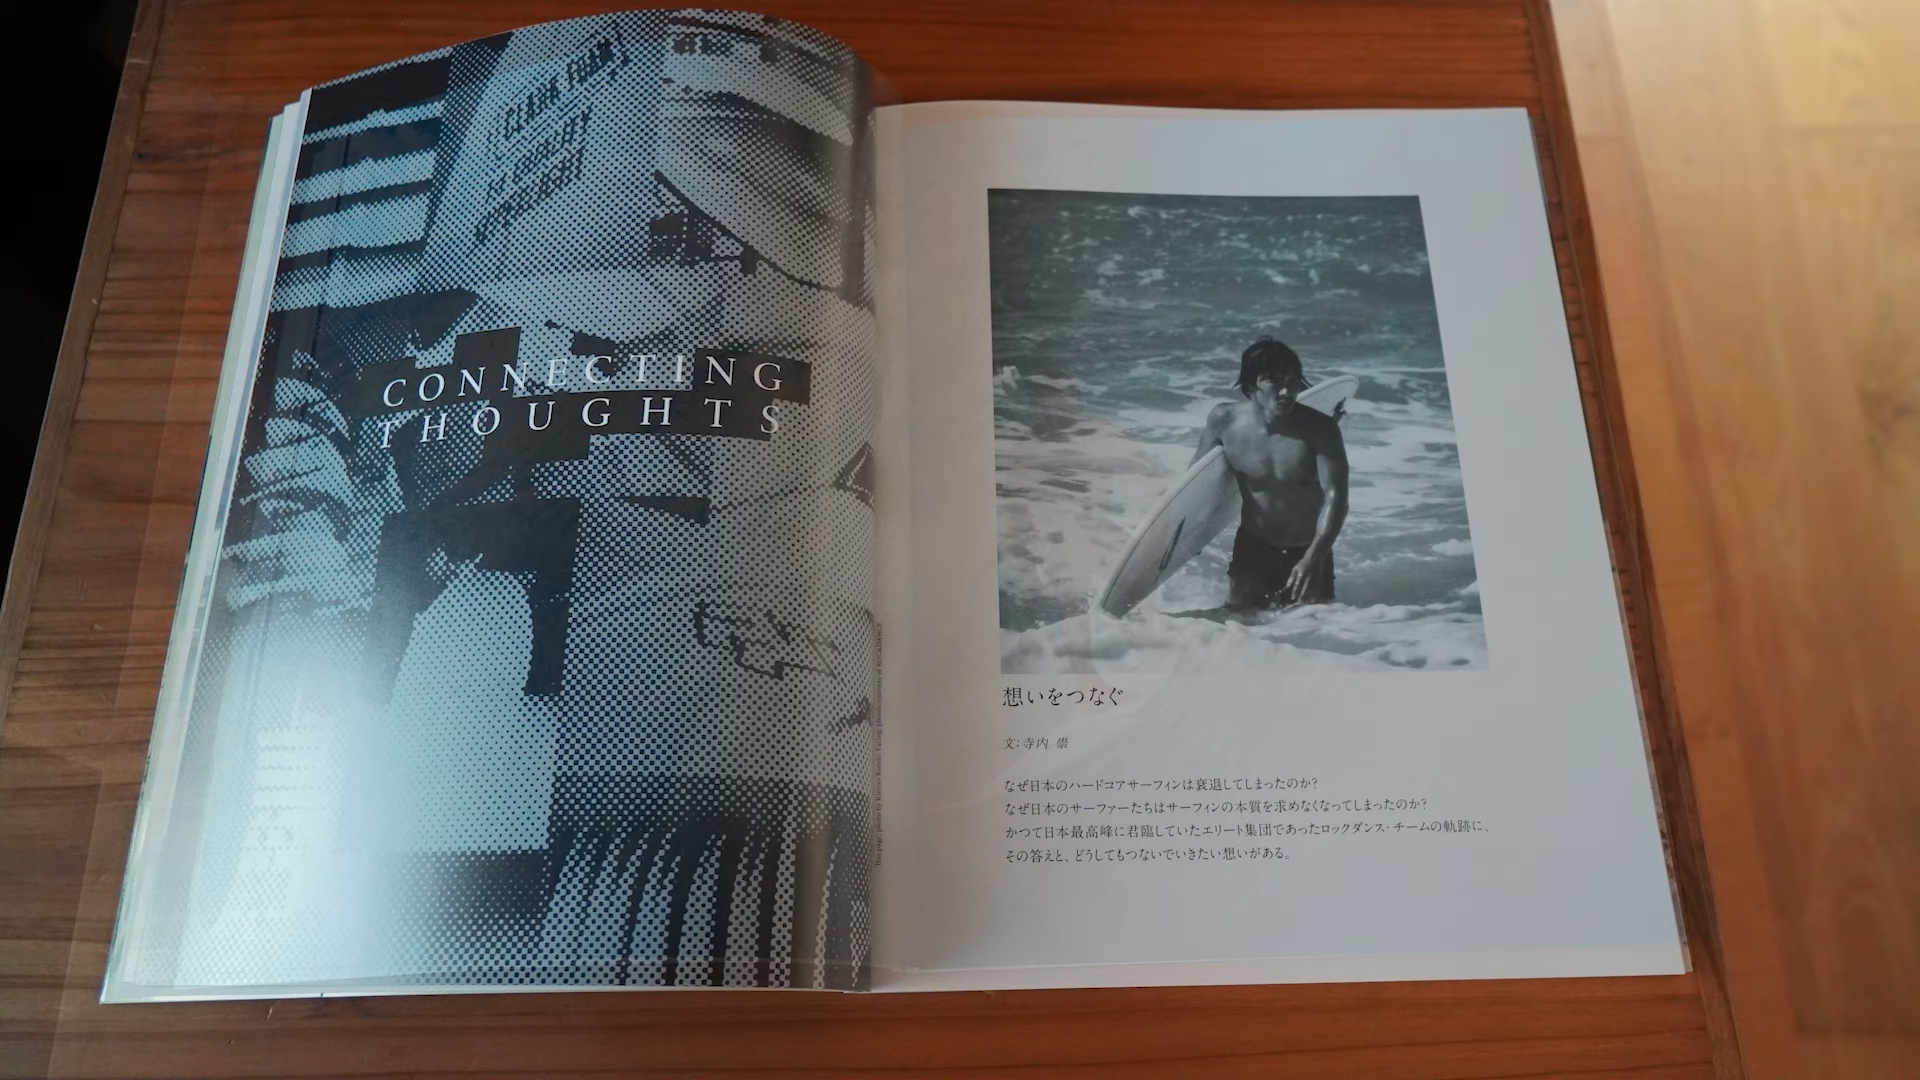 CLARK FOAM
CONNECTING
THOUGHTS
想いをつなぐ
文:寺内 崇
なぜ日本のハードコアサーフィンは衰退してしまったのか?
なぜ日本のサーファーたちはサーフィンの本質を求めなくなってしまったのか?
かつて日本最高峰に君臨していたエリート集団であったロックダンス・チームの軌跡に、
その答えと、どうしてもつないでいきたい想いがある。